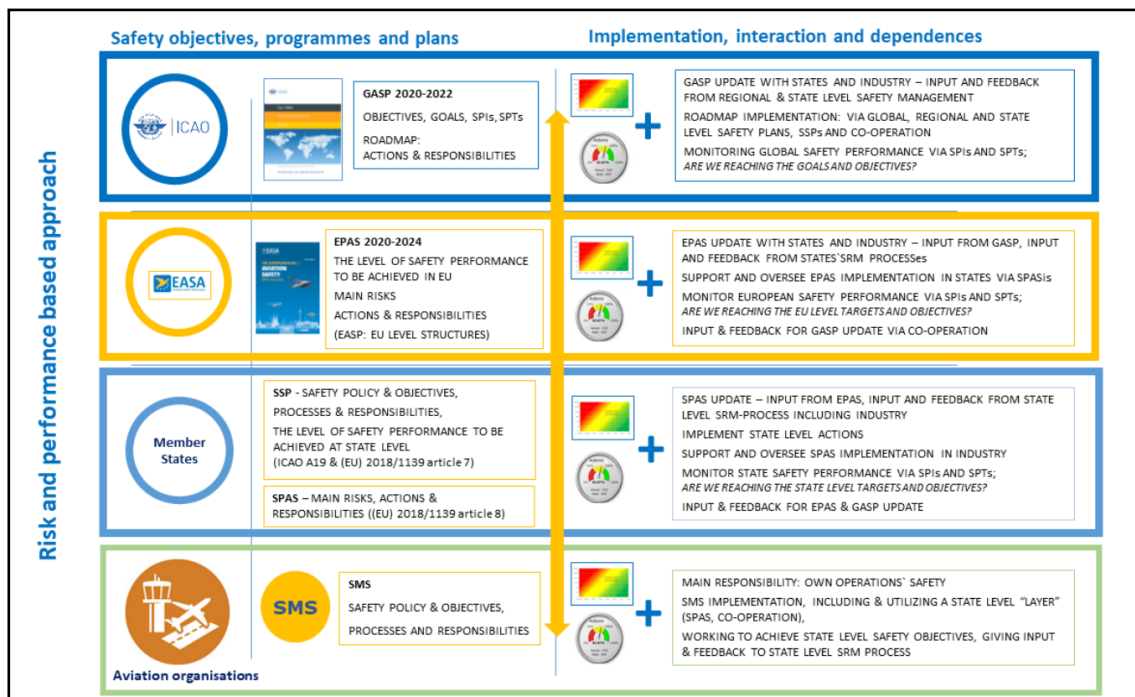 Safety objectives, programmes and plans
Implementation, interaction and dependences
Risk and performance based approach
ICAO
GASP 2020-2022
OBJECTIVES, GOALS, SPIs, SPTs
ROADMAP:
ACTIONS & RESPONSIBILITIES
GASP UPDATE WITH STATES AND INDUSTRY – INPUT AND FEEDBACK
FROM REGIONAL & STATE LEVEL SAFETY MANAGEMENT
ROADMAP IMPLEMENTATION: VIA GLOBAL, REGIONAL AND STATE
LEVEL SAFETY PLANS, SSPs AND CO-OPERATION
MONITORING GLOBAL SAFETY PERFORMANCE VIA SPIs AND SPTs;
ARE WE REACHING THE GOALS AND OBJECTIVES?
EASA
EASA
AVIATION
SAFETY
EPAS 2020-2024
THE LEVEL OF SAFETY PERFORMANCE
TO BE ACHIEVED IN EU
MAIN RISKS
ACTIONS & RESPONSIBILITIES
(EASP: EU LEVEL STRUCTURES)
EPAS UPDATE WITH STATES AND INDUSTRY – INPUT FROM GASP, INPUT
AND FEEDBACK FROM STATES`SRM PROCESSes
SUPPORT AND OVERSEE EPAS IMPLEMENTATION IN STATES VIA SPASis
MONITOR EUROPEAN SAFETY PERFORMANCE VIA SPIs AND SPTs;
ARE WE REACHING THE EU LEVEL TARGETS AND OBJECTIVES?
INPUT & FEEDBACK FOR GASP UPDATE VIA CO-OPERATION
Member
States
SSP - SAFETY POLICY & OBJECTIVES,
PROCESSES & RESPONSIBILITIES,
THE LEVEL OF SAFETY PERFORMANCE TO BE
ACHIEVED AT STATE LEVEL
(ICAO A19 & (EU) 2018/1139 article 7)
SPAS – MAIN RISKS, ACTIONS &
RESPONSIBILITIES ((EU) 2018/1139 article 8)
SPAS UPDATE – INPUT FROM EPAS, INPUT AND FEEDBACK FROM STATE
LEVEL SRM-PROCESS INCLUDING INDUSTRY
IMPLEMENT STATE LEVEL ACTIONS
SUPPORT AND OVERSEE SPAS IMPLEMENTATION IN INDUSTRY
MONITOR STATE SAFETY PERFORMANCE VIA SPIs AND SPTs;
ARE WE REACHING THE STATE LEVEL TARGETS AND OBJECTIVES?
INPUT & FEEDBACK FOR EPAS & GASP UPDATE
Aviation organisations
SMS
SMS
SAFETY POLICY & OBJECTIVES,
PROCESSES AND RESPONSIBILITIES
MAIN RESPONSIBILITY: OWN OPERATIONS` SAFETY
SMS IMPLEMENTATION, INCLUDING & UTILIZING A STATE LEVEL “LAYER”
(SPAS, CO-OPERATION),
WORKING TO ACHIEVE STATE LEVEL SAFETY OBJECTIVES, GIVING INPUT
& FEEDBACK TO STATE LEVEL SRM PROCESS